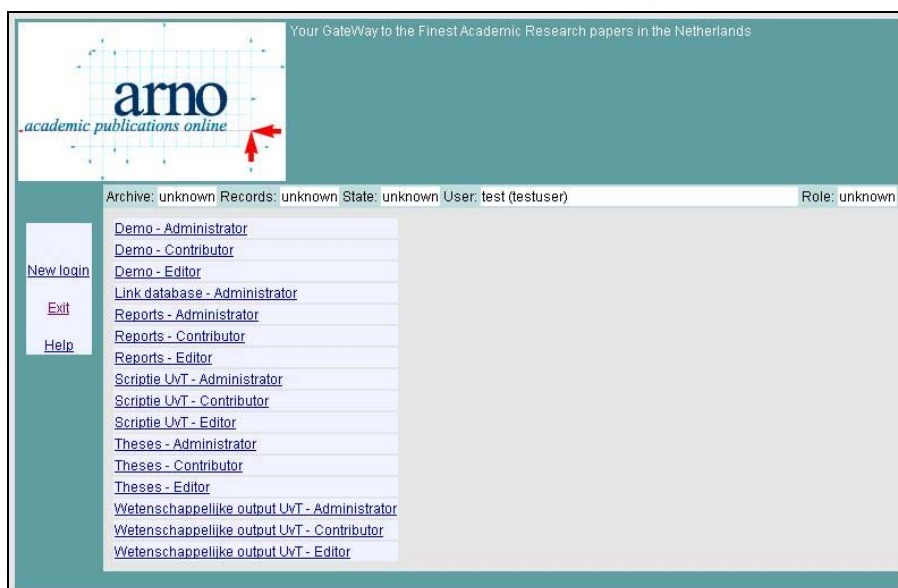 Your GateWay to the Finest Academic Research papers in the Netherlands
arno
academic publications online
Archive: unknown Records: unknown State: unknown User: test (testuser) Role: unknown
New login
Exit
Help
Demo - Administrator
Demo - Contributor
Demo - Editor
Link database - Administrator
Reports - Administrator
Reports - Contributor
Reports - Editor
Scriptie UvT - Administrator
Scriptie UvT - Contributor
Scriptie UvT - Editor
Theses - Administrator
Theses - Contributor
Theses - Editor
Wetenschappelijke output UvT - Administrator
Wetenschappelijke output UvT - Contributor
Wetenschappelijke output UvT - Editor